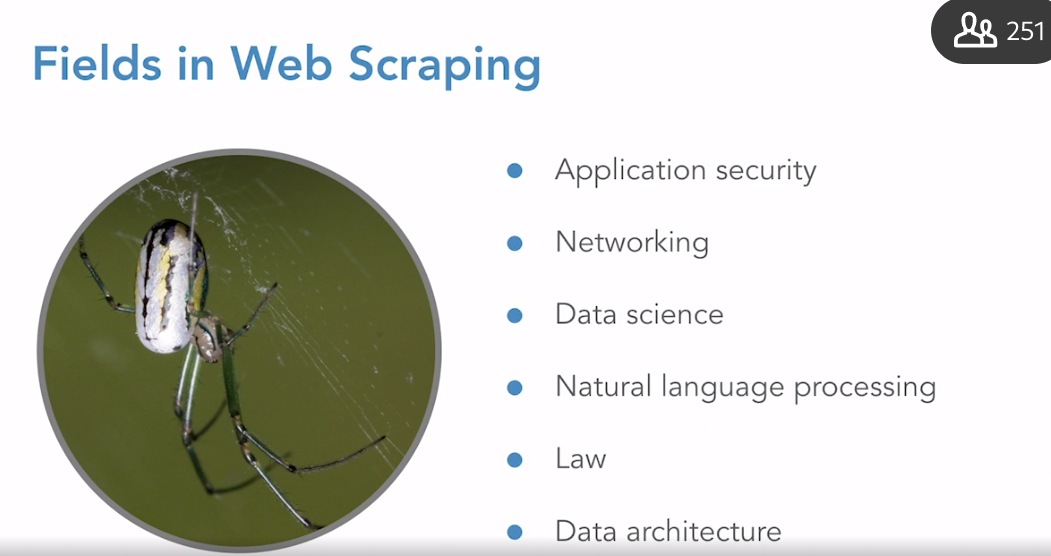 Fields in Web Scraping
251
Application security
Networking
Data science
Natural language processing
Law
Data architecture